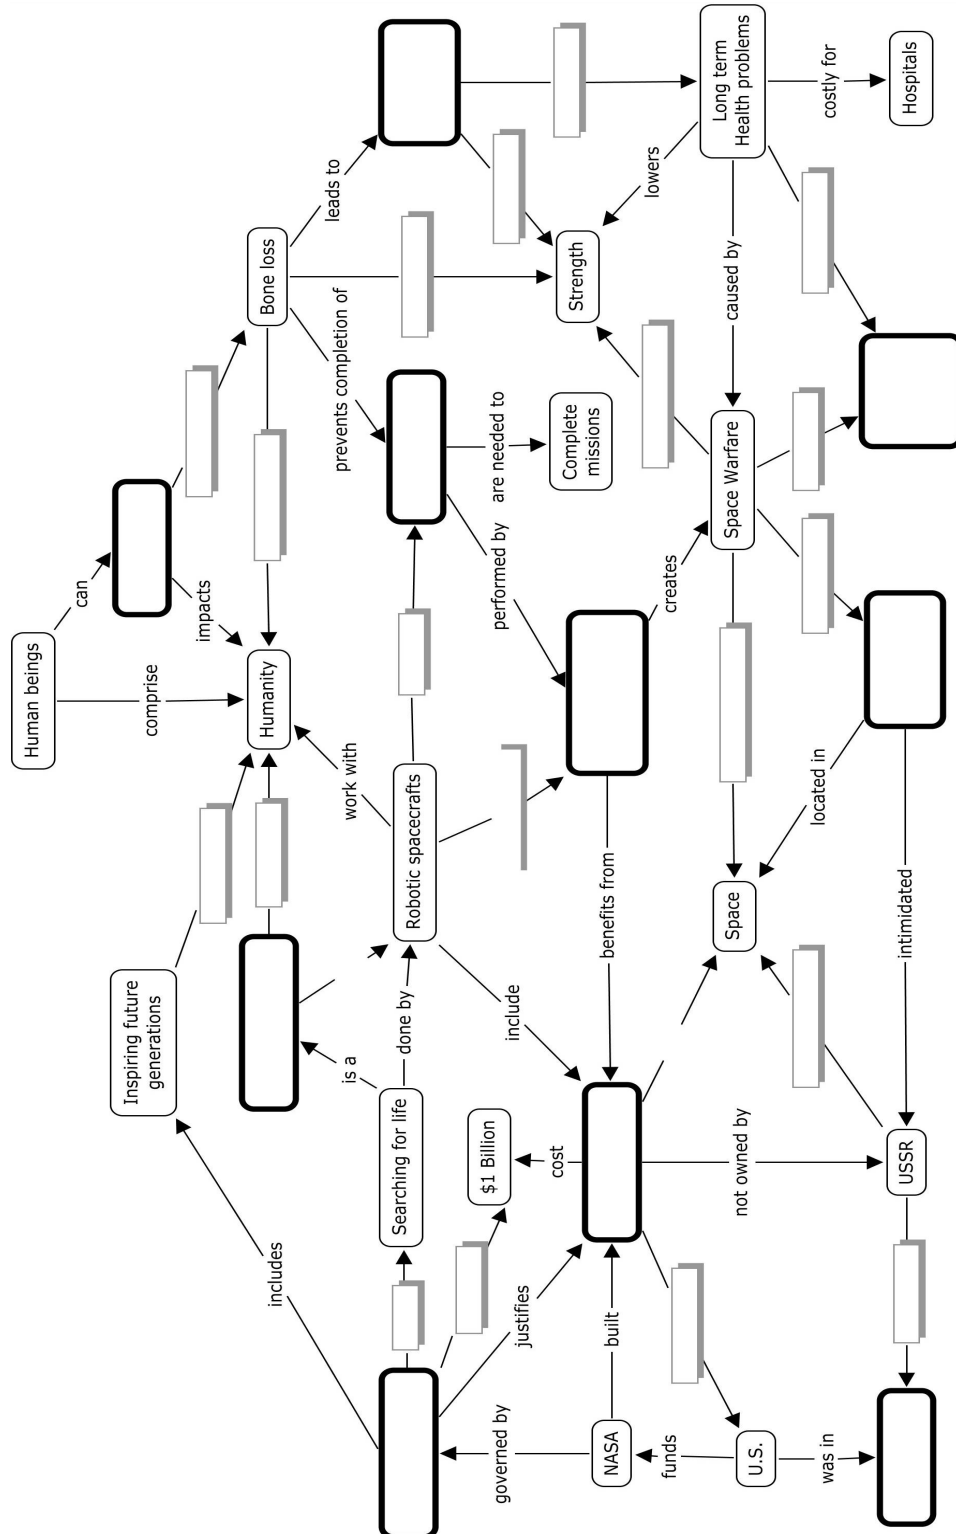 Human beings
can
comprise
impacts
Humanity
Bone loss
leads to
prevents completion of
Inspiring future
generations
includes
work with
is a
Searching for life
done by
Robotic spacecrafts
include
Long term
Health problems
costly for
Hospitals
lowers
Strength
caused by
are needed to
Complete
missions
performed by
creates
Space Warfare
benefits from
located in
Space
intimidated
$1 Billion
cost
justifies
built
not owned by
USSR
governed by
NASA
funds
U.S.
was in